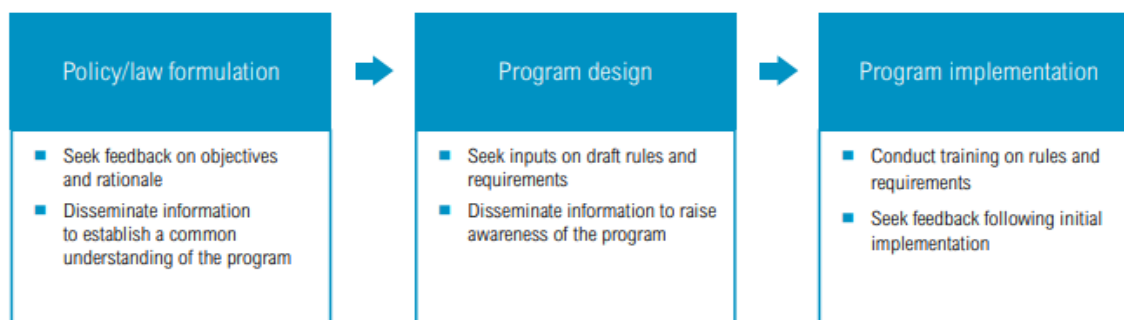 Policy/law formulation
Seek feedback on objectives
and rationale
Disseminate information
to establish a common
understanding of the program
Program design
Seek inputs on draft rules and
requirements
Disseminate information to raise
awareness of the program
Program implementation
Conduct training on rules and
requirements
Seek feedback following initial
implementation